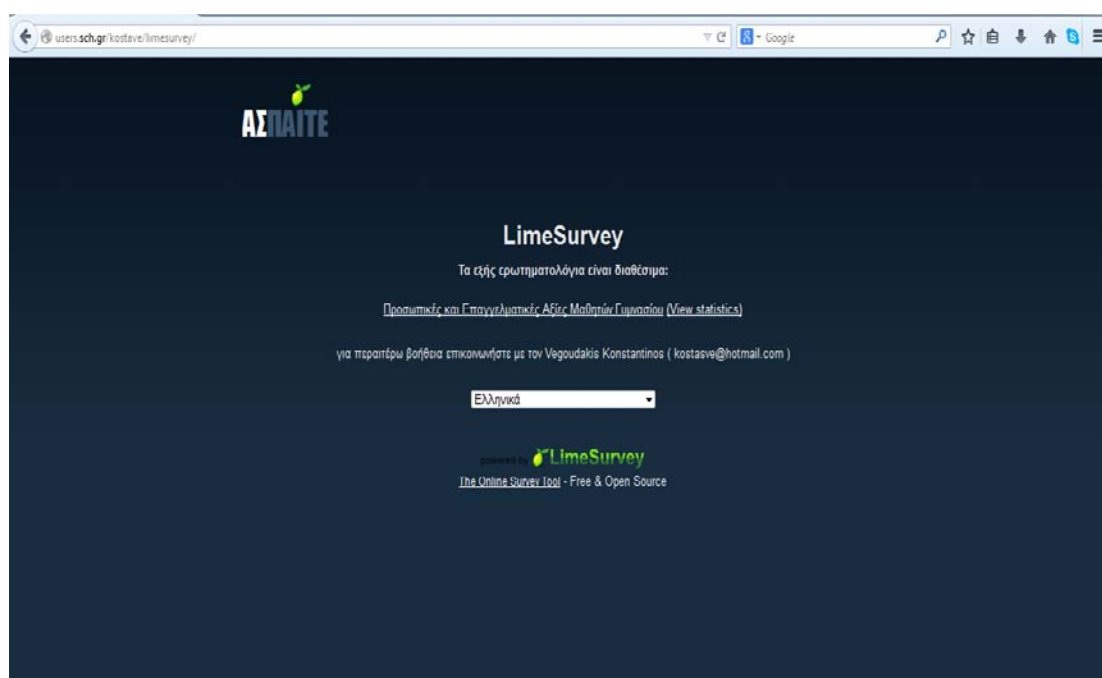 users.sch.gr/kostave/limesurvey/
Google
ΑΣΠΑΙΤΕ
LimeSurvey
Τα εξής ερωτηματολόγια είναι διαθέσιμα:
Προσωπικές και Επαγγελματικές Αξίες Μαθητών Γυμνασίου (View statistics)
για περαιτέρω βοήθεια επικοινωνήστε με τον Vegoudakis Konstantinos ( kostasve@hotmail.com )
Ελληνικά
powered by LimeSurvey
The Online Survey Tool - Free & Open Source